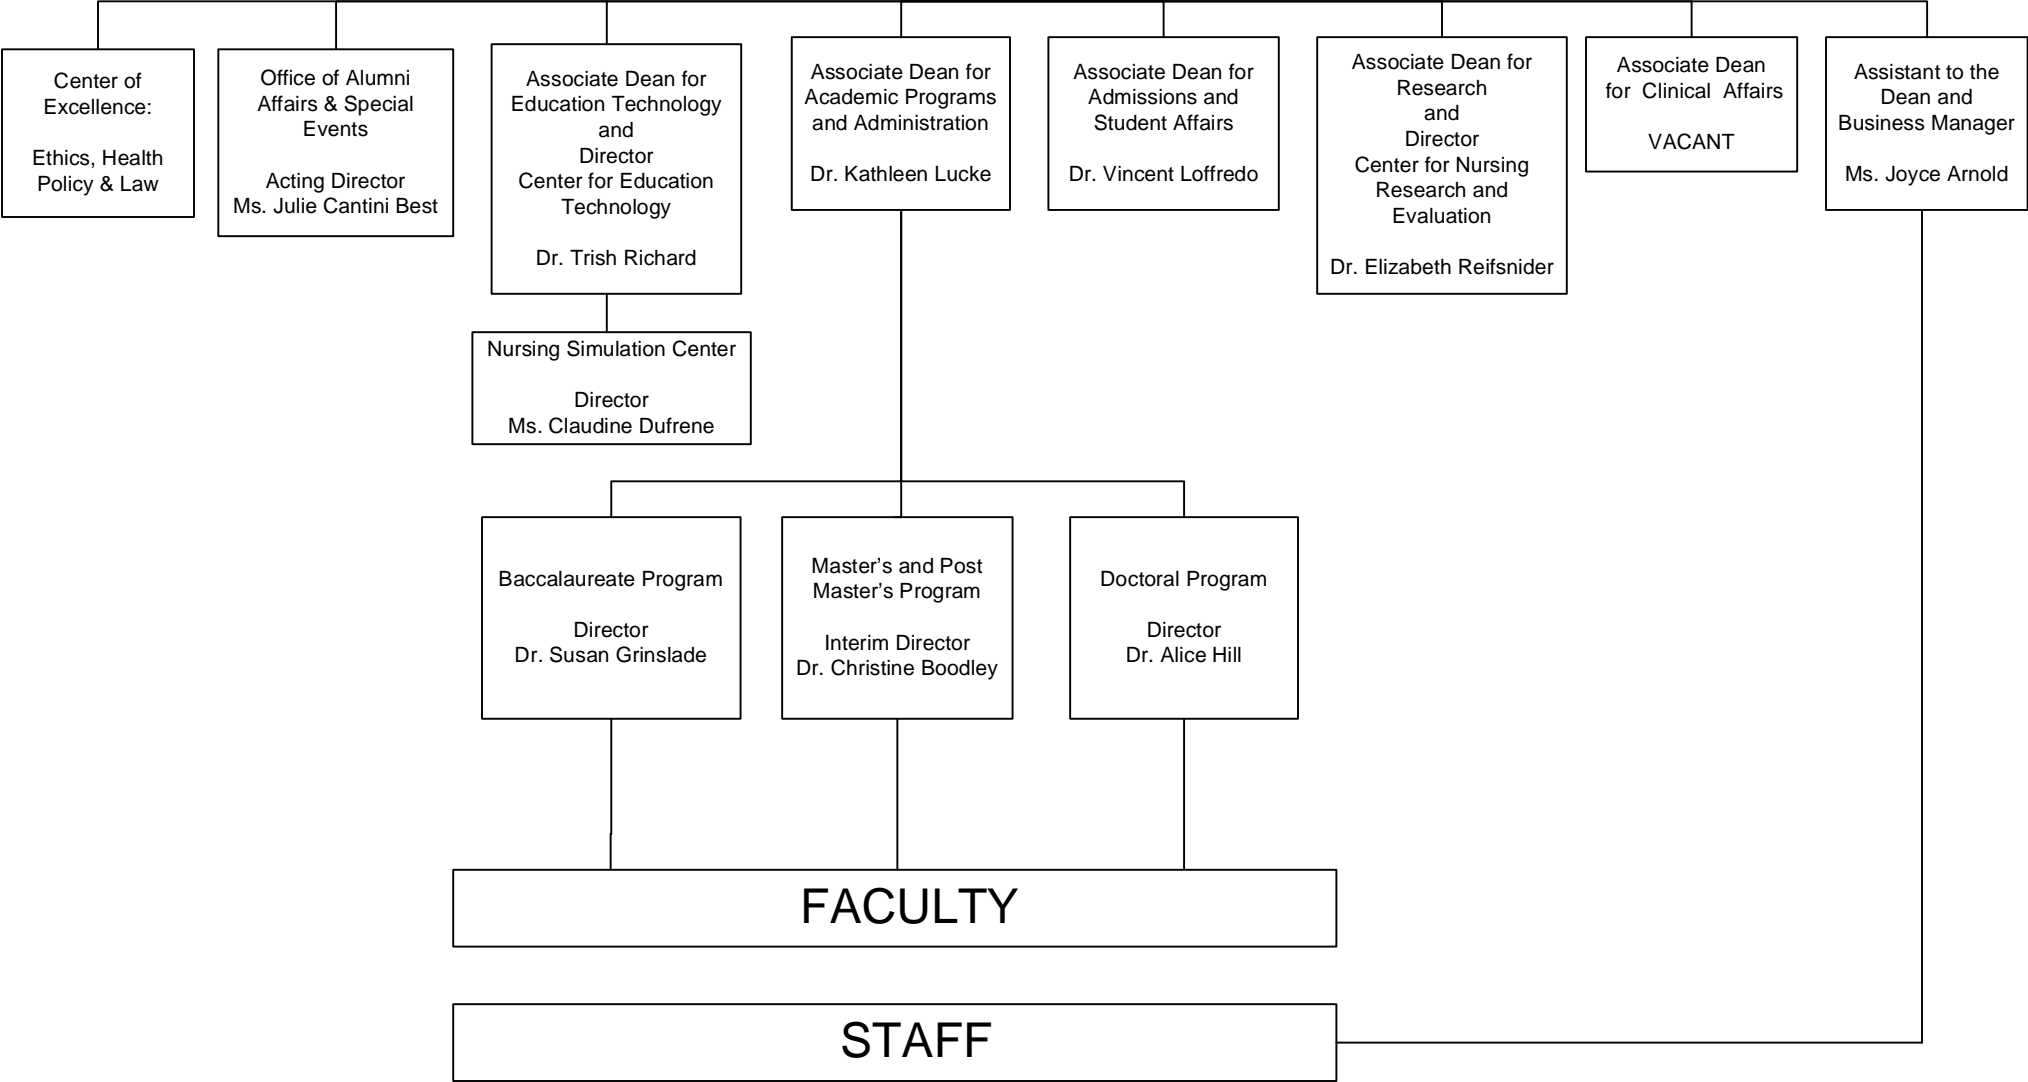 Center of
Excellence:
Ethics, Health
Policy & Law
Office of Alumni
Affairs & Special
Events
Acting Director
Ms. Julie Cantini Best
Associate Dean for
Education Technology
and
Director
Center for Education
Technology
Dr. Trish Richard
Associate Dean for
Academic Programs
and Administration
Dr. Kathleen Lucke
Associate Dean for
Admissions and
Student Affairs
Dr. Vincent Loffredo
Associate Dean for
Research
and
Director
Center for Nursing
Research and
Evaluation
Dr. Elizabeth Reifsnider
Associate Dean
for Clinical Affairs
VACANT
Assistant to the
Dean and
Business Manager
Ms. Joyce Arnold
Nursing Simulation Center
Director
Ms. Claudine Dufrene
Baccalaureate Program
Director
Dr. Susan Grinslade
Master’s and Post
Master’s Program
Interim Director
Dr. Christine Boodley
Doctoral Program
Director
Dr. Alice Hill
FACULTY
STAFF